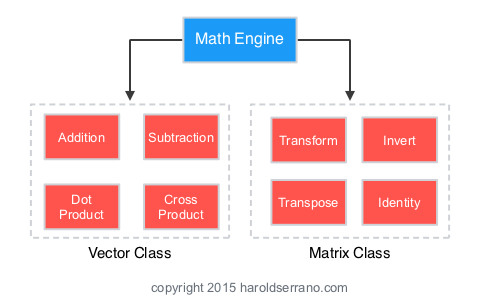 Math Engine
Addition
Subtraction
Dot
Product
Cross
Product
Vector Class
Transform
Invert
Transpose
Identity
Matrix Class
copyright 2015 haroldserrano.com